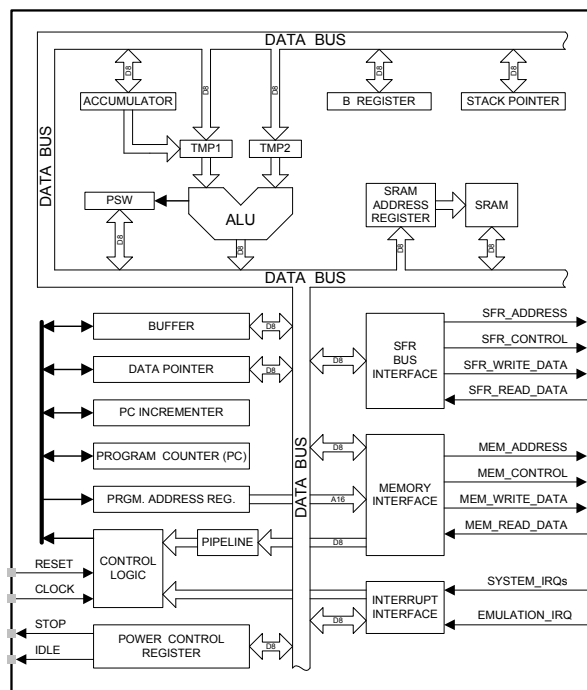 DATA BUS
D8
D8
D8
D8
D8
ACCUMULATOR
B REGISTER
STACK POINTER
DATA BUS
TMP1
TMP2
PSW
ALU
SRAM
ADDRESS
REGISTER
SRAM
D8
D8
D8
D8
DATA BUS
BUFFER
D8
DATA POINTER
D8
PC INCREMENTER
PROGRAM COUNTER (PC)
PRGM. ADDRESS REG.
A16
DATA BUS
D8
SFR
BUS
INTERFACE
SFR_ADDRESS
SFR_CONTROL
SFR_WRITE_DATA
SFR_READ_DATA
D8
MEMORY
INTERFACE
MEM_ADDRESS
MEM_CONTROL
MEM_WRITE_DATA
MEM_READ_DATA
RESET
CLOCK
CONTROL
LOGIC
PIPELINE
D8
INTERRUPT
INTERFACE
SYSTEM_IRQs
EMULATION_IRQ
D8
STOP
IDLE
POWER CONTROL
REGISTER
D8